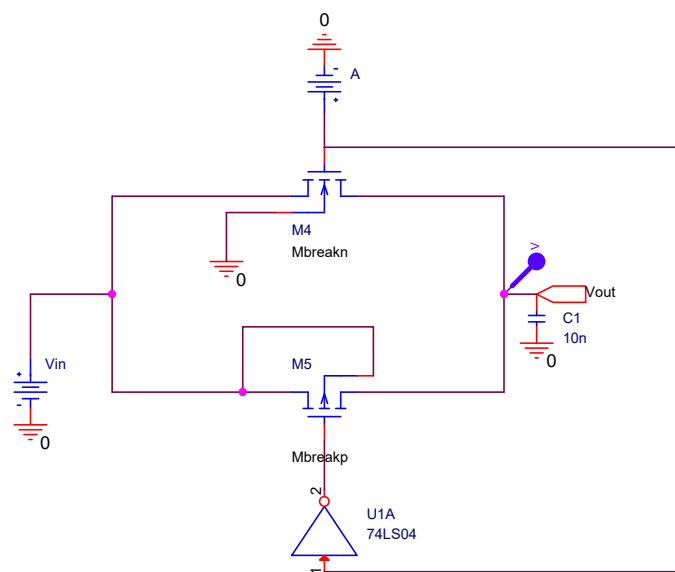 0
-
A
+
M4
Mbreakn
0
V
Vout
C1
10n
0
Vin
+
-
0
M5
Mbreakp
2
U1A
74LS04
1